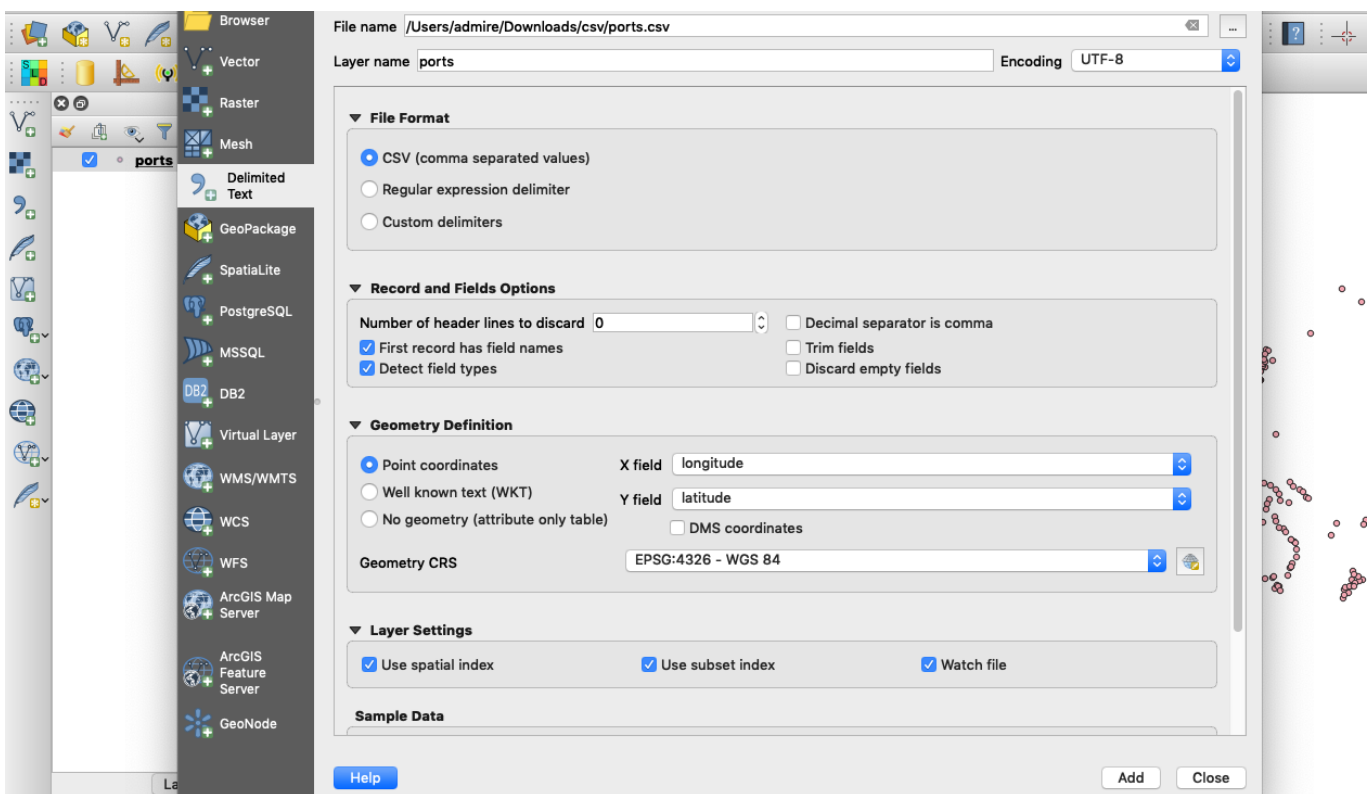 Browser
Vector
Raster
Mesh
Delimited
Text
GeoPackage
SpatiaLite
PostgreSQL
MSSQL
DB2 DB2
Virtual Layer
WMS/WMTS
WCS
WFS
ArcGIS Map
Server
ArcGIS
Feature
Server
GeoNode
ports
File name /Users/admire/Downloads/csv/ports.csv ...
Layer name ports Encoding UTF-8
File Format
CSV (comma separated values)
Regular expression delimiter
Custom delimiters
Record and Fields Options
Number of header lines to discard 0 Decimal separator is comma
First record has field names Trim fields
Detect field types Discard empty fields
Geometry Definition
Point coordinates X field longitude
Well known text (WKT) Y field latitude
No geometry (attribute only table) DMS coordinates
Geometry CRS EPSG:4326 - WGS 84
Layer Settings
Use spatial index Use subset index Watch file
Sample Data
Help Add Close
La